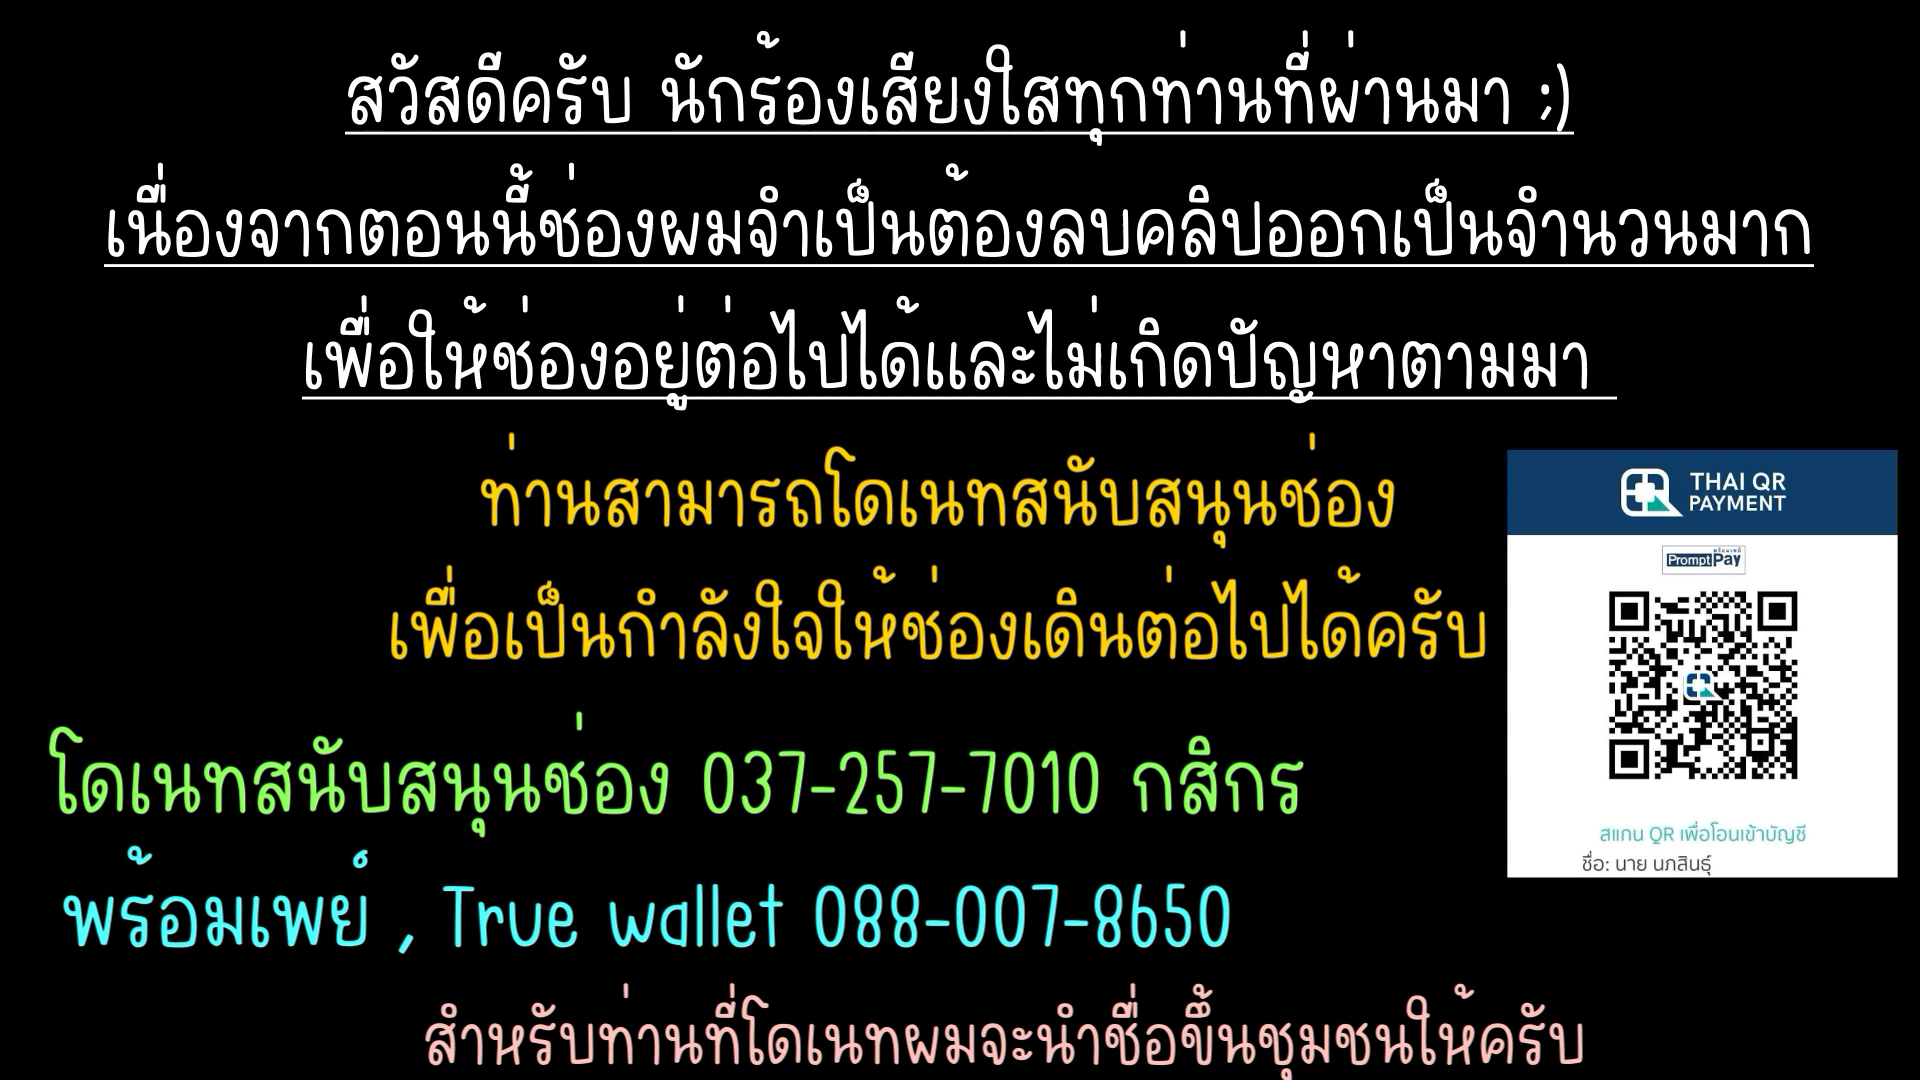 สวัสดีครับ นักร้องเสียงใสทุกท่านที่ผ่านมา ;)
เนื่องจากตอนนี้ช่องผมจำเป็นต้องลบคลิปออกเป็นจำนวนมาก
เพื่อให้ช่องอยู่ต่อไปได้และไม่เกิดปัญหาตามมา
ท่านสามารถโดเนทสนับสนุนช่อง
เพื่อเป็นกำลังใจให้ช่องเดินต่อไปได้ครับ
THAI QR
PAYMENT
พร้อมเพย์
PromptPay
โดเนทสนับสนุนช่อง 037-257-7010 กสิกร
สแกน QR เพื่อโอนเข้าบัญชี
ชื่อ: นาย นภสินธุ์
พร้อมเพย์ , True wallet 088-007-8650
สำหรับท่านที่โดเนทผมจะนำชื่อขึ้นชุมชนให้ครับ